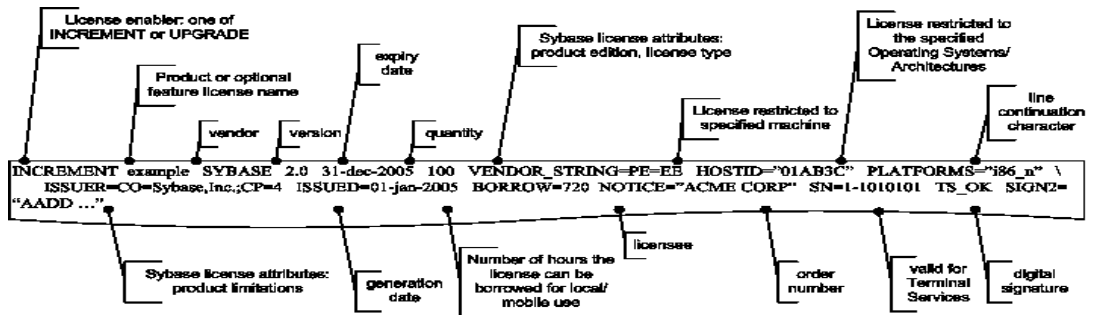 License enabler: one of
INCREMENT or UPGRADE
Product or optional
feature license name
vendor
version
expiry
date
quantity
Sybase license attributes:
product edition, license type
License restricted to
specified machine
License restricted to
the specified
Operating Systems/
Architectures
line
continuation
character
INCREMENT example SYBASE 2.0 31-dec-2005 100 VENDOR_STRING=PE=EE HOSTID="01AB3C" PLATFORMS="i86_n" \
ISSUER=CO=Sybase,Inc.;CP=4 ISSUED=01-jan-2005 BORROW=720 NOTICE="ACME CORP" SN=1-1010101 TS_OK SIGN2=
"AADD ..."
Sybase license attributes:
product limitations
generation
date
Number of hours the
license can be
borrowed for local/
mobile use
licensee
order
number
valid for
Terminal
Services
digital
signature